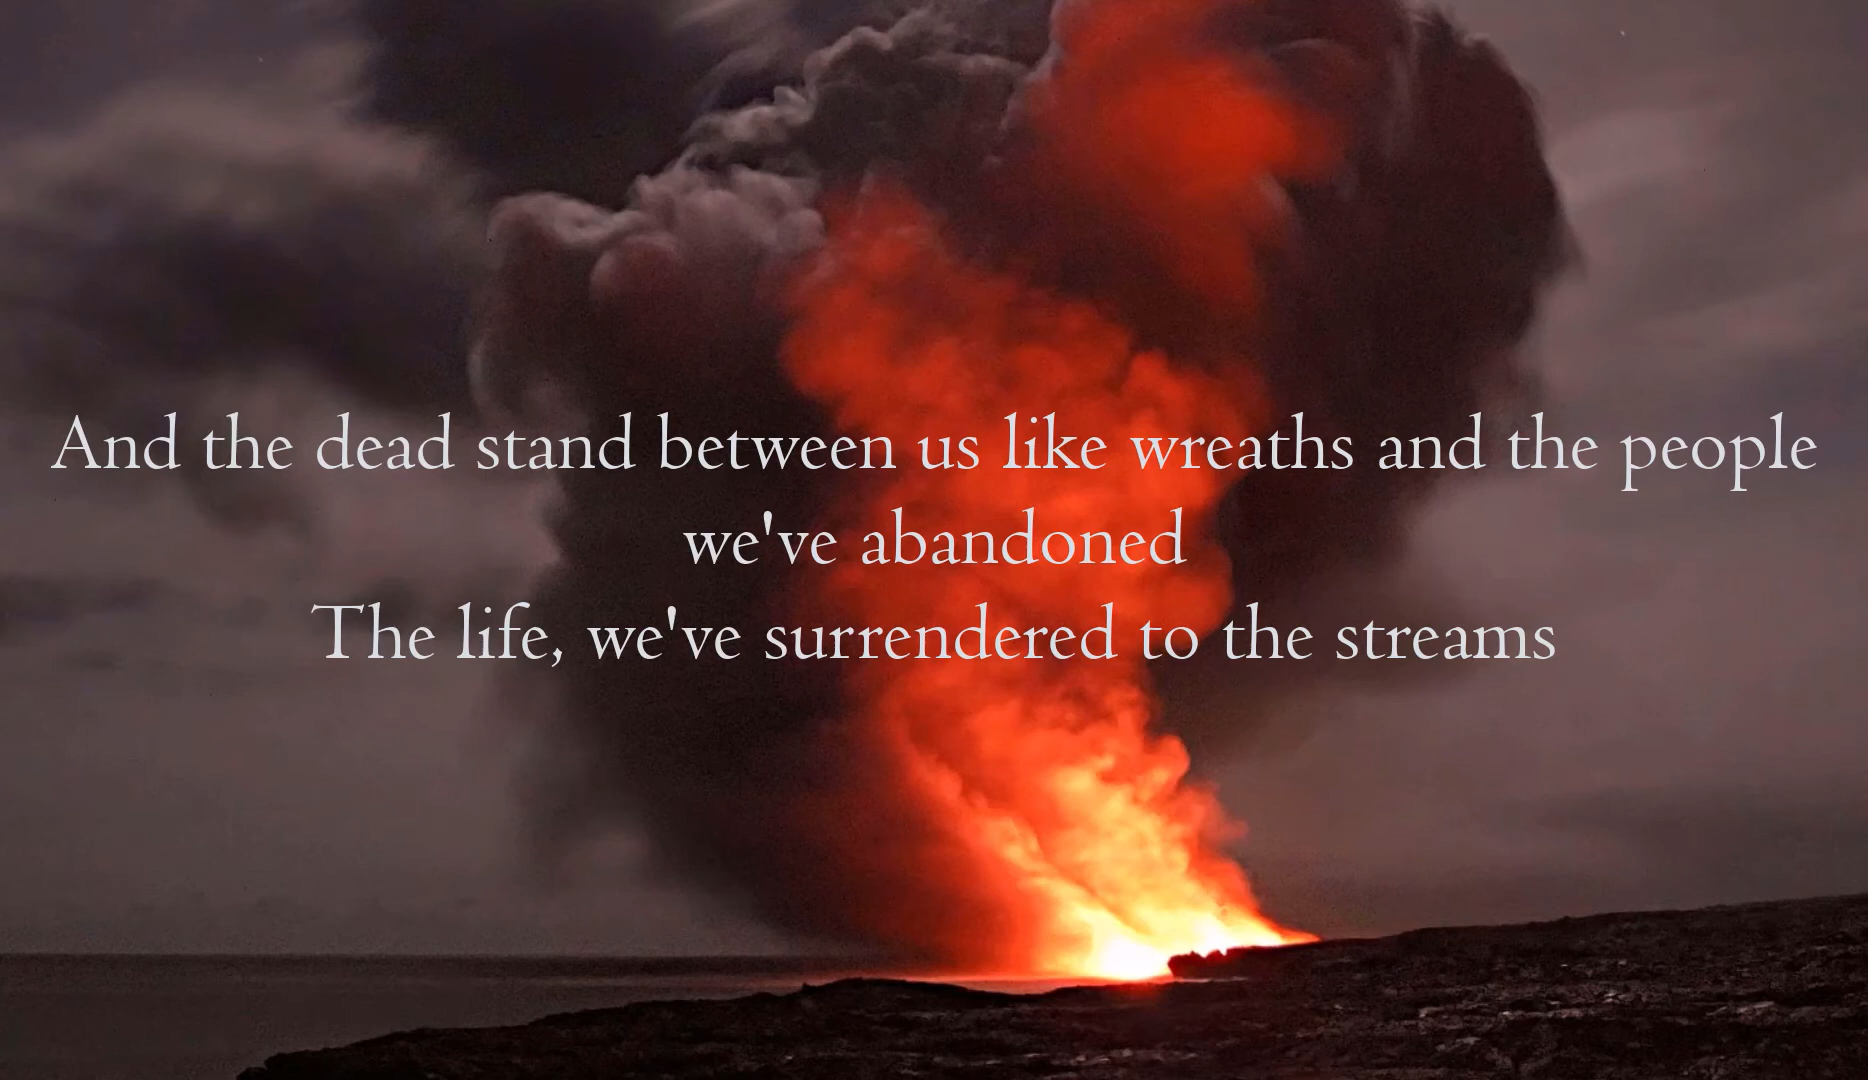 And the dead stand between us like wreaths and the people
we've abandoned
The life, we've surrendered to the streams